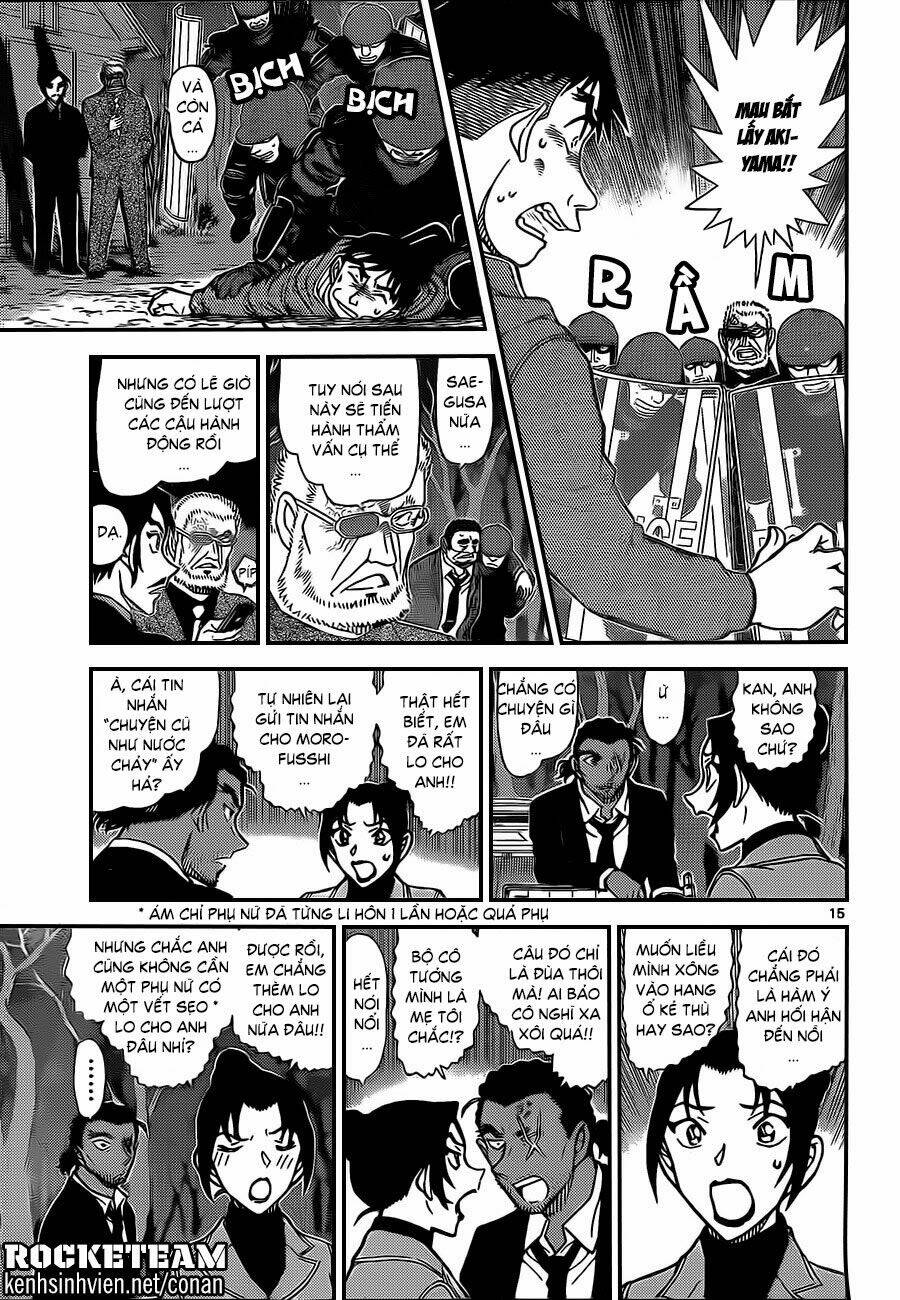 MAU BẮT
LẤY AKI-
YAMA!!
RẦM
BỊCH
BỊCH
VÀ
CÒN
CẢ
...
SAE-
GUSA
NỮA
...
TUY NÓI SAU
NÀY SẼ TIẾN
HÀNH THẨM
VẤN CỤ THỂ
...
NHƯNG CÓ LẼ GIỜ
CŨNG ĐẾN LƯỢT
CÁC CẬU HÀNH
ĐỘNG RỒI
...
PÍP
DẠ.
KAN, ANH
KHÔNG
SAO
CHỨ?
Ừ
...
CHẲNG CÓ
CHUYỆN GÌ
ĐÂU
...
THẬT HẾT
BIẾT, EM
ĐÃ RẤT
LO CHO
ANH!!
TỰ NHIÊN LẠI
GỬI TIN NHẮN
CHO MORO-
FUSSHI
...
À, CÁI TIN
NHẮN
"CHUYỆN CŨ
NHƯ NƯỚC
CHẢY" ẤY
HẢ?
* ÁM CHỈ PHỤ NỮ ĐÃ TỪNG LI HÔN 1 LẦN HOẶC QUẢ PHỤ
15
CÁI ĐÓ
CHẲNG PHẢI
LÀ HÀM Ý
ANH HỐI HẬN
ĐẾN NỖI
MUỐN LIỀU
MÌNH XÔNG
VÀO HANG
Ổ KẺ THÙ
HAY SAO?
CÂU ĐÓ CHỈ
LÀ ĐÙA THÔI
MÀ! AI BẢO
CÔ NGHĨ XA
XÔI QUÁ!!
BỘ CÔ
TƯỞNG
MÌNH LÀ
MẸ TÔI
CHẮC!?
HẾT
NÓI
NỔI
...
ĐƯỢC RỒI,
EM CHẲNG
THÈM LO
CHO ANH
NỮA ĐÂU!!
NHƯNG CHẮC ANH
CŨNG KHÔNG CẦN
MỘT PHỤ NỮ CÓ
MỘT VẾT SẸO *
LO CHO ANH
ĐÂU NHỈ?
......
ROCKETEAM
kenhsinhvien.net/conan